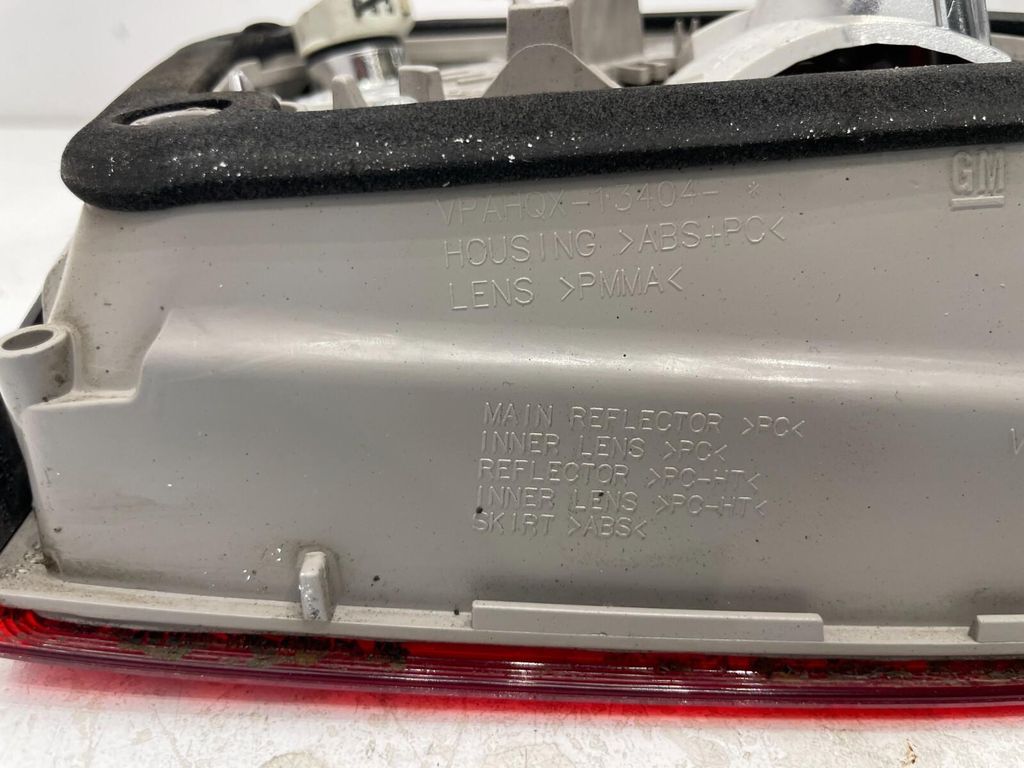 GM
VPAHQX-13404- *
HOUSING >ABS+PC<
LENS >PMMA<
MAIN REFLECTOR >PC<
INNER LENS >PC<
REFLECTOR >PC-HT<
INNER LENS >PC-HT<
SKIRT >ABS<
V